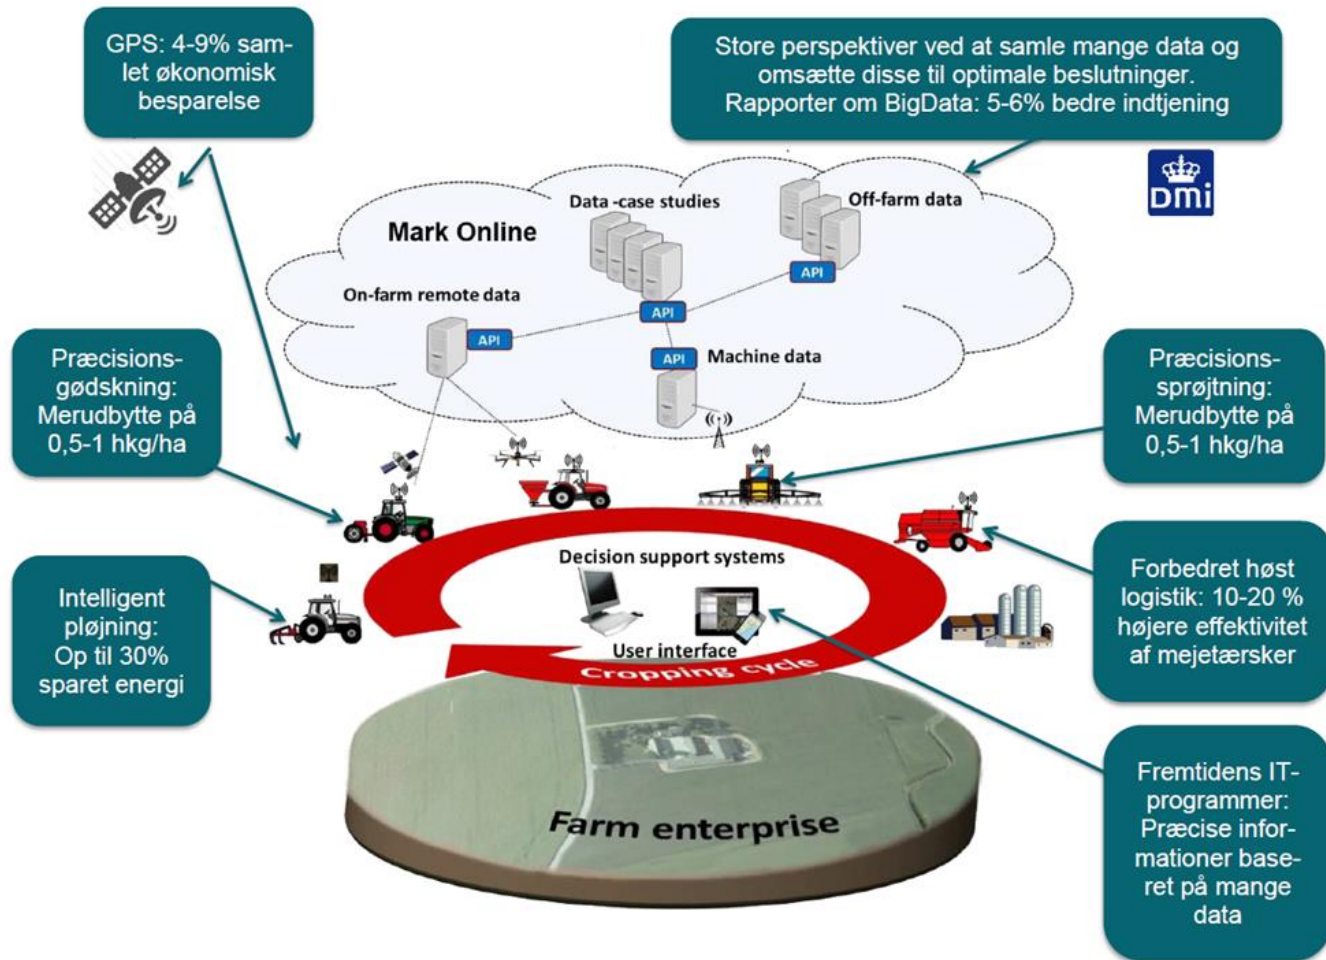 GPS: 4-9% sam-
let økonomisk
besparelse
Store perspektiver ved at samle mange data og
omsætte disse til optimale beslutninger.
Rapporter om BigData: 5-6% bedre indtjening
DMi
Data -case studies
Off-farm data
Mark Online
API
On-farm remote data
API
API
API
Machine data
Præcisions-
gødskning:
Merudbytte på
0,5-1 hkg/ha
Præcisions-
sprøjtning:
Merudbytte på
0,5-1 hkg/ha
Decision support systems
User interface
Cropping cycle
Intelligent
pløjning:
Op til 30%
sparet energi
Forbedret høst
logistik: 10-20 %
højere effektivitet
af mejetærsker
Farm enterprise
Fremtidens IT-
programmer:
Præcise infor-
mationer base-
ret på mange
data